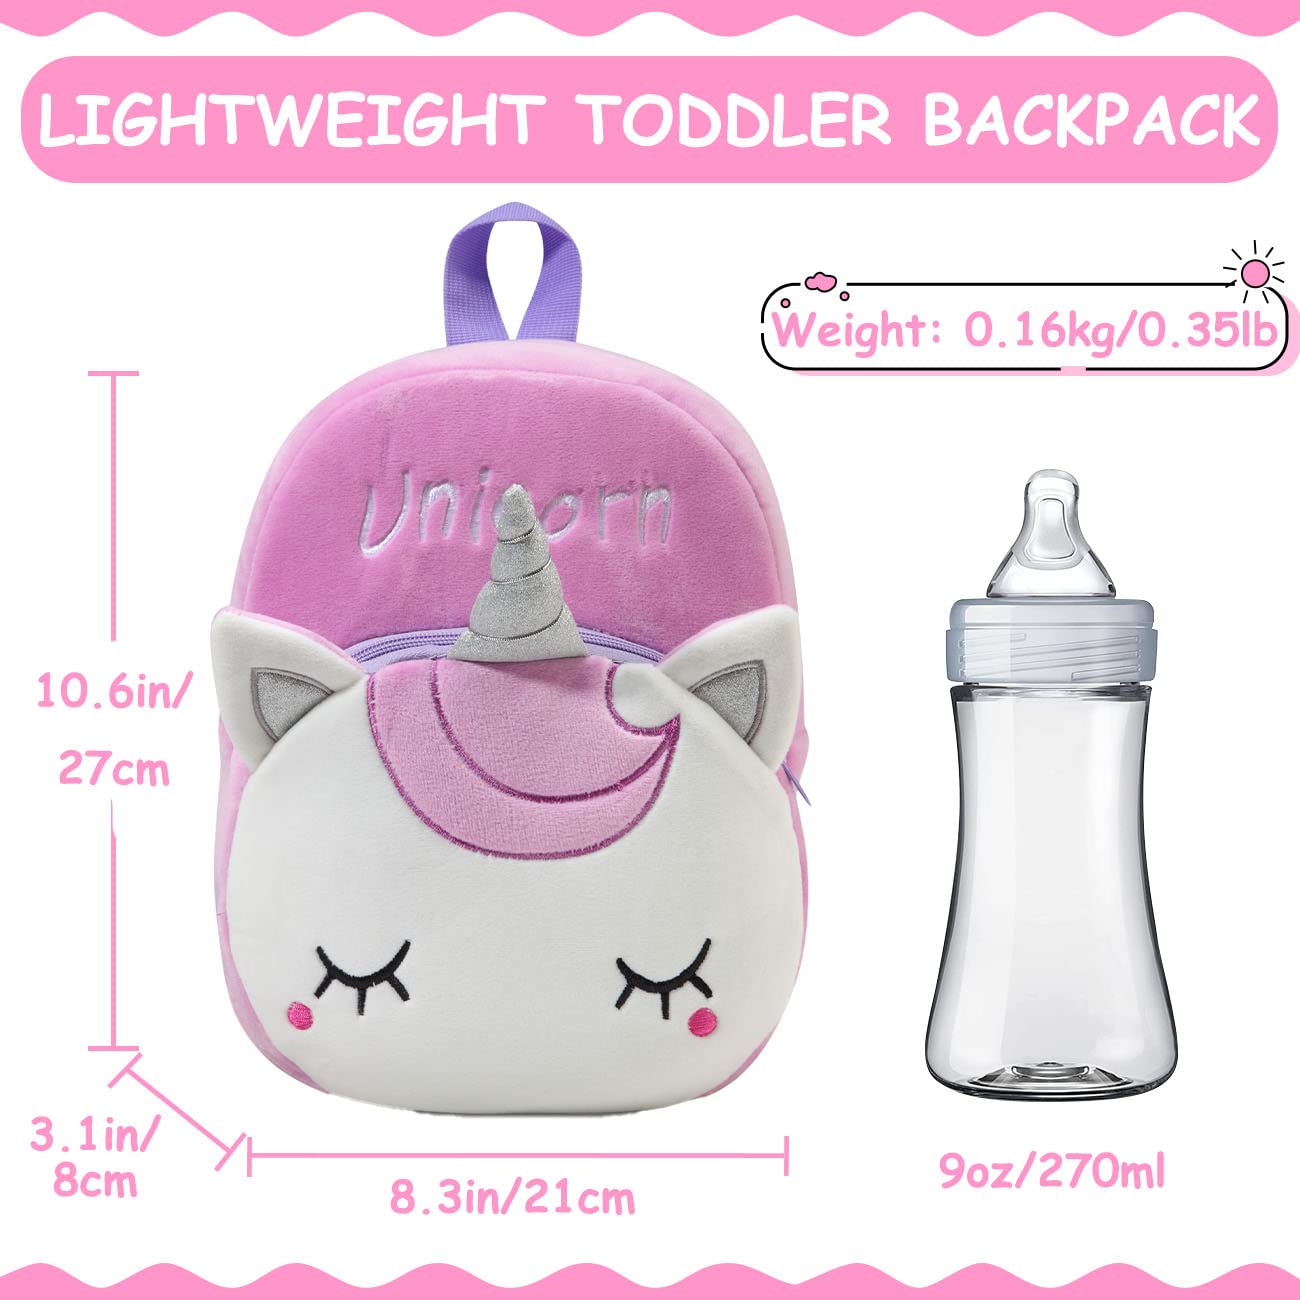 LIGHTWEIGHT TODDLER BACKPACK
Weight: 0.16kg/0.35lb
Unicorn
10.6in/
27cm
3.1in/
8cm
8.3in/21cm
9oz/270ml